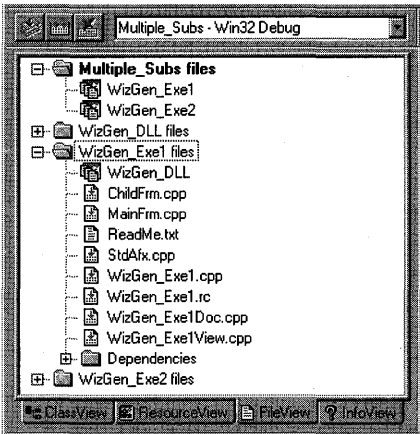 Multiple_Subs - Win32 Debug
Multiple_Subs files
WizGen_Exe1
WizGen_Exe2
WizGen_DLL files
WizGen_Exe1 files
WizGen_DLL
ChildFrm.cpp
MainFrm.cpp
ReadMe.txt
StdAfx.cpp
WizGen_Exe1.cpp
WizGen_Exe1.rc
WizGen_Exe1Doc.cpp
WizGen_Exe1View.cpp
Dependencies
WizGen_Exe2 files
ClassView ResourceView FileView InfoView